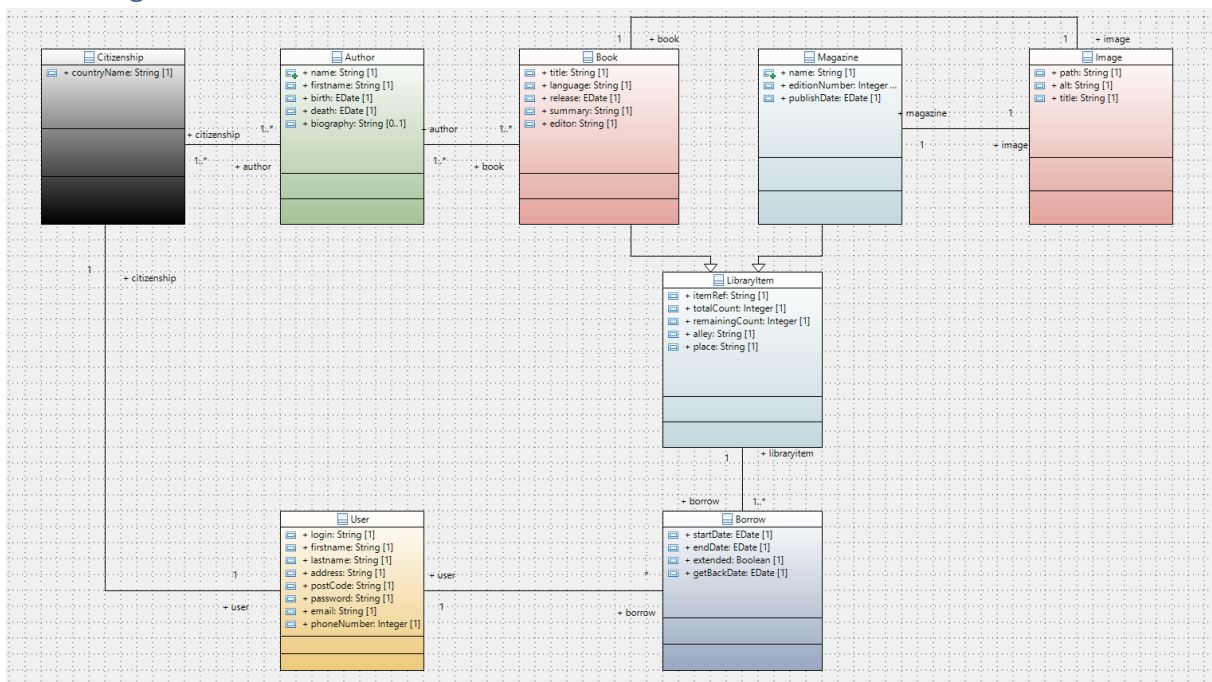 1
+ book
1
+ image
Citizenship
+ countryName: String [1]
Author
+ name: String [1]
+ firstname: String [1]
+ birth: EDate [1]
+ death: EDate [1]
+ biography: String [0..1]
Book
+ title: String [1]
+ language: String [1]
+ release: EDate [1]
+ summary: String [1]
+ editor: String [1]
Magazine
+ name: String [1]
+ editionNumber: Integer ...
+ publishDate: EDate [1]
Image
+ path: String [1]
+ alt: String [1]
+ title: String [1]
+ citizenship
1..*
1..*
+ author
+ author
1..*
1..*
+ book
+ magazine
1
1
+ image
1
+ citizenship
LibraryItem
+ itemRef: String [1]
+ totalCount: Integer [1]
+ remainingCount: Integer [1]
+ alley: String [1]
+ place: String [1]
1
+ libraryitem
+ borrow
1..*
User
+ login: String [1]
+ firstname: String [1]
+ lastname: String [1]
+ address: String [1]
+ postCode: String [1]
+ password: String [1]
+ email: String [1]
+ phoneNumber: Integer [1]
Borrow
+ startDate: EDate [1]
+ endDate: EDate [1]
+ extended: Boolean [1]
+ getBackDate: EDate [1]
1
+ user
+ user
1
*
+ borrow